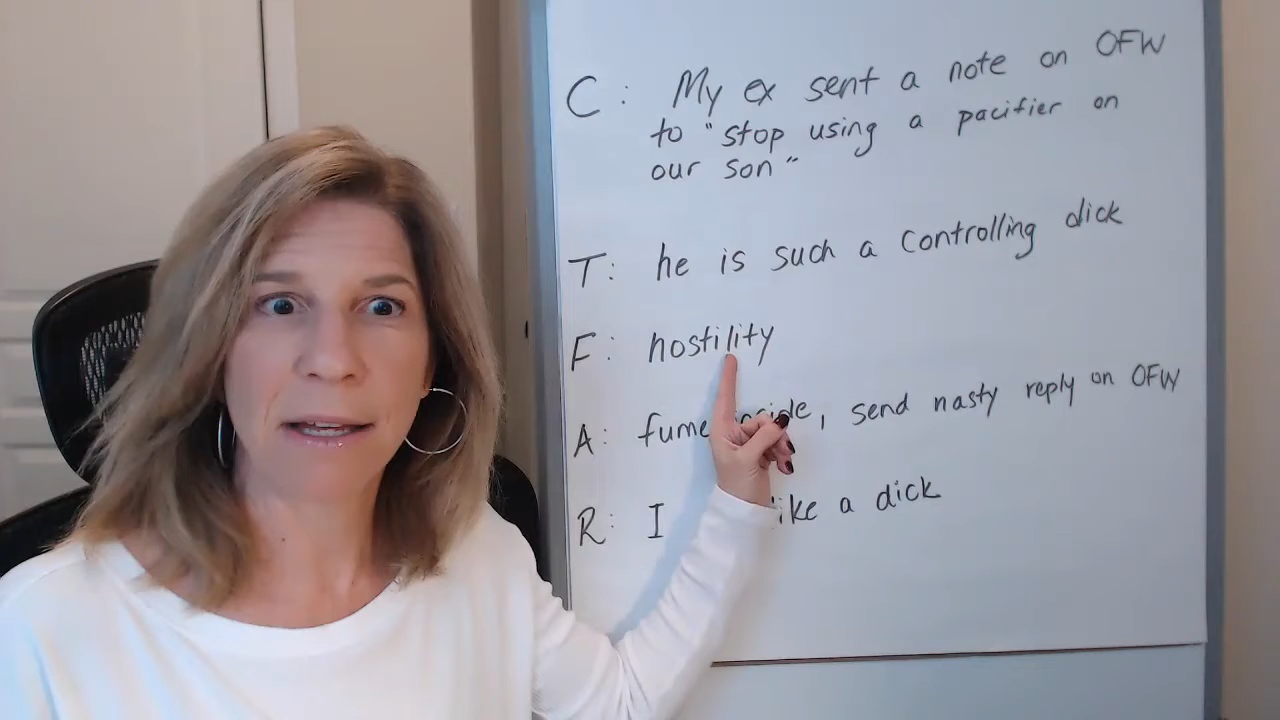 C: My ex sent a note on OFW
to "stop using a pacifier on
our son"
T: he is such a controlling dick
F: hostility
A: fume, send nasty reply on OFW
R: I like a dick